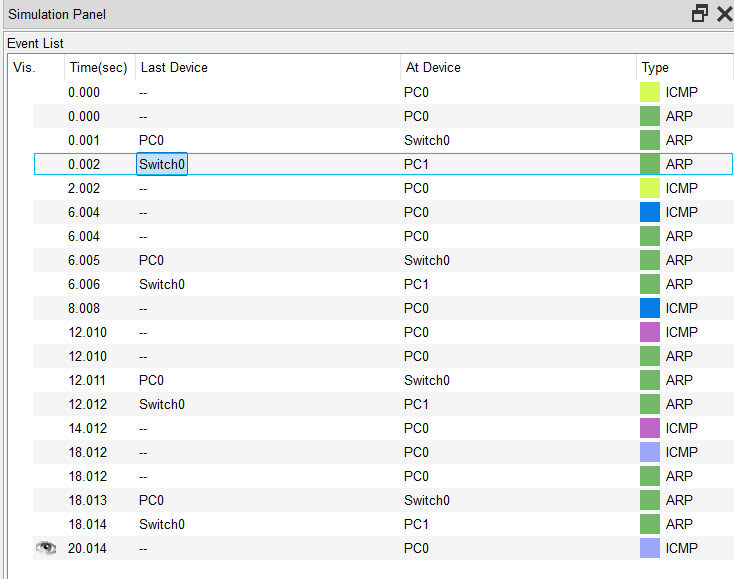 Simulation Panel
Event List
Vis. Time(sec) Last Device At Device Type
0.000 -- PC0 ICMP
0.000 -- PC0 ARP
0.001 PC0 Switch0 ARP
0.002 Switch0 PC1 ARP
2.002 -- PC0 ICMP
6.004 -- PC0 ICMP
6.004 -- PC0 ARP
6.005 PC0 Switch0 ARP
6.006 Switch0 PC1 ARP
8.008 -- PC0 ICMP
12.010 -- PC0 ICMP
12.010 -- PC0 ARP
12.011 PC0 Switch0 ARP
12.012 Switch0 PC1 ARP
14.012 -- PC0 ICMP
18.012 -- PC0 ICMP
18.012 -- PC0 ARP
18.013 PC0 Switch0 ARP
18.014 Switch0 PC1 ARP
20.014 -- PC0 ICMP